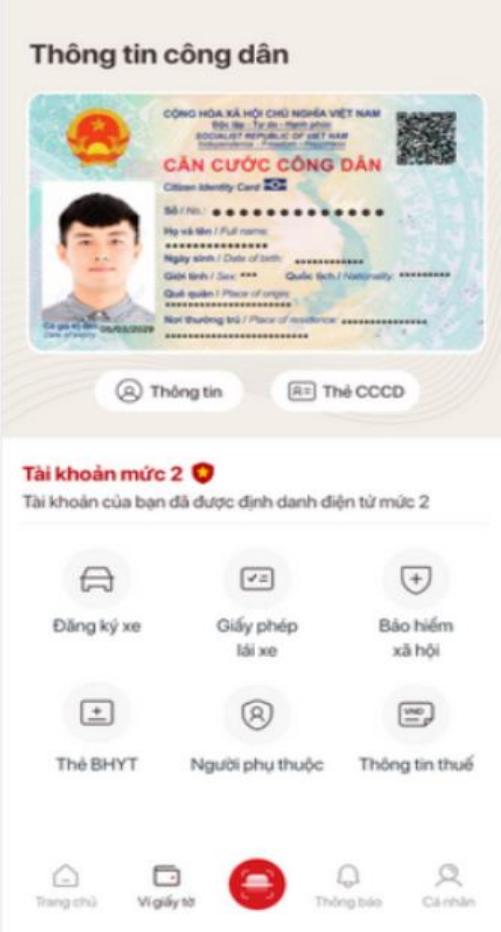 Thông tin công dân
CỘNG HÒA XÃ HỘI CHỦ NGHĨA VIỆT NAM
Độc lập - Tự do - Hạnh phúc
SOCIALIST REPUBLIC OF VIET NAM
Independence - Freedom - Happiness
CĂN CƯỚC CÔNG DÂN
Citizen Identity Card
Số / No.: •••••••••••••
Họ và tên / Full name:
••••••••••••••••
Ngày sinh / Date of birth: •••••••••••
Giới tính / Sex: ••• Quốc tịch / Nationality: ••••••••
Quê quán / Place of origin:
••••••••••••••••••••
Nơi thường trú / Place of residence: ••••••••••••••
•••••••••••••••••••••••
Có giá trị đến: 06/03/2029
Date of expiry
Thông tin
Thẻ CCCD
Tài khoản mức 2
Tài khoản của bạn đã được định danh điện tử mức 2
Đăng ký xe
Giấy phép
lái xe
Bảo hiểm
xã hội
Thẻ BHYT
Người phụ thuộc
VND
Thông tin thuế
Trang chủ
Ví giấy tờ
Thông báo
Cá nhân